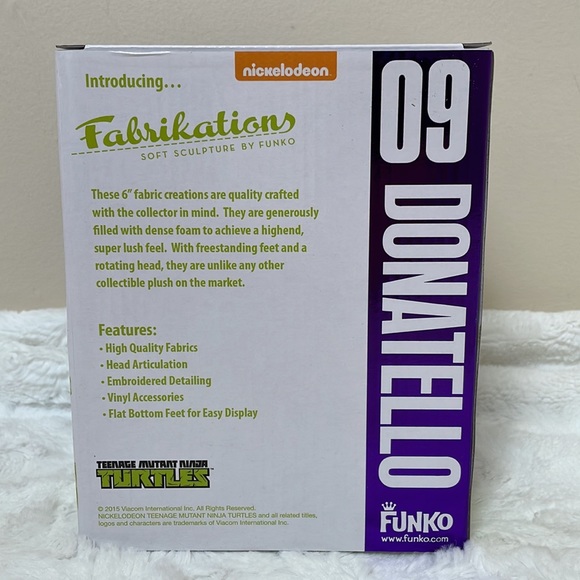 Introducing...
nickelodeon
Fabrikations
SOFT SCULPTURE BY FUNKO
These 6" fabric creations are quality crafted
with the collector in mind. They are generously
filled with dense foam to achieve a highend,
super lush feel. With freestanding feet and a
rotating head, they are unlike any other
collectible plush on the market.
Features:
• High Quality Fabrics
• Head Articulation
• Embroidered Detailing
• Vinyl Accessories
• Flat Bottom Feet for Easy Display
TEENAGE MUTANT NINJA
TURTLES
© 2015 Viacom International Inc. All Rights Reserved.
NICKELODEON TEENAGE MUTANT NINJA TURTLES and all related titles,
logos and characters are trademarks of Viacom International Inc.
09 DONATELLO
FUNKO
www.funko.com